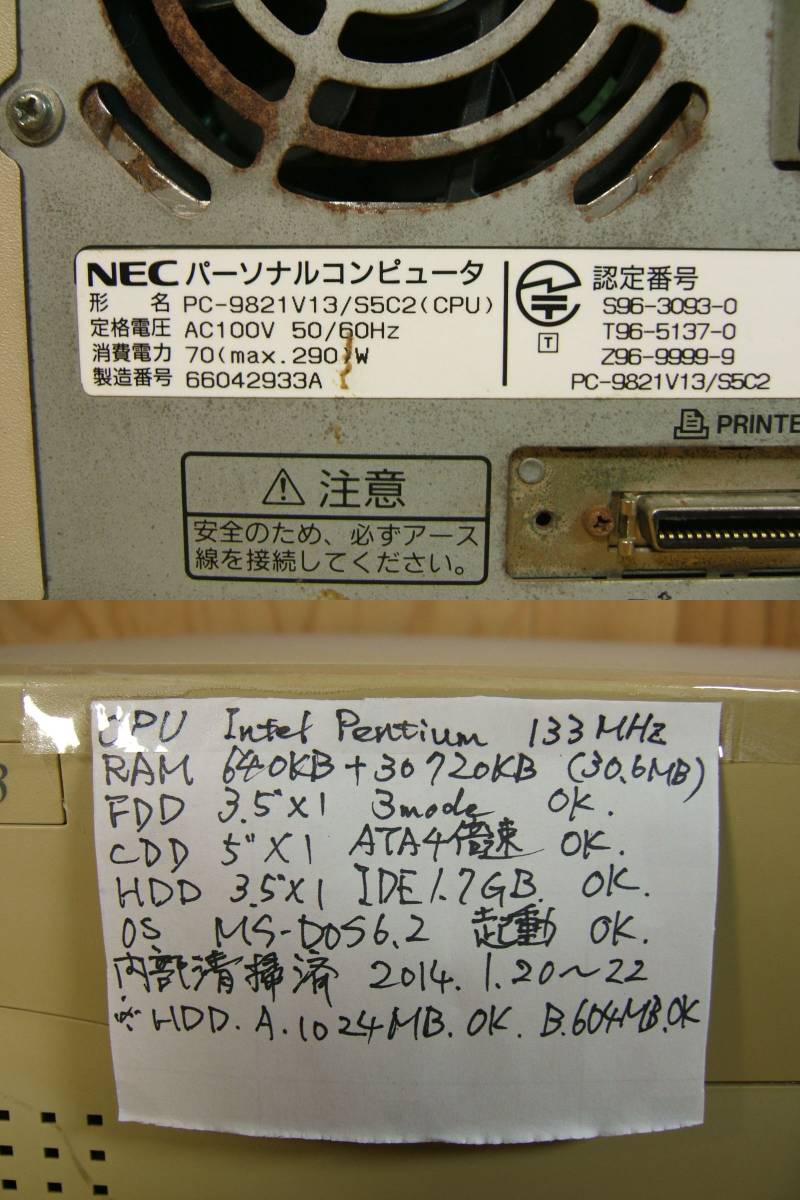 NEC パーソナルコンピュータ
形 名 PC-9821V13/S5C2(CPU)
定格電圧 AC100V 50/60Hz
消費電力 70(max.290)W
製造番号 66042933A
認定番号
S96-3093-0
T96-5137-0
Z96-9999-9
PC-9821V13/S5C2
T
PRINTE
⚠ 注意
安全のため、必ずアース
線を接続してください。
CPU Intel Pentium 133MHz
RAM 640KB+30720KB (30.6MB)
FDD 3.5"X1 3mode OK.
CDD 5"X1 ATA4倍速 OK.
HDD 3.5"X1 IDE1.7GB. OK.
OS MS-DOS6.2 起動 OK.
内部清掃済 2014.1.20~22
※HDD.A.1024MB.OK. B.604MB.OK
3